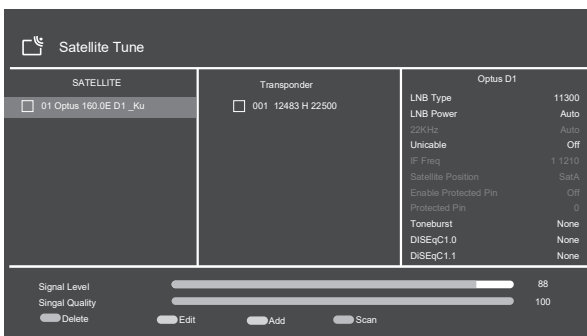 Satellite Tune
SATELLITE
01 Optus 160.0E D1 _Ku
Transponder
001 12483 H 22500
Optus D1
LNB Type 11300
LNB Power Auto
22KHz Auto
Unicable Off
IF Freq 1 1210
Satellite Position SatA
Enable Protected Pin Off
Protected Pin 0
Toneburst None
DISEqC1.0 None
DiSEqC1.1 None
Signal Level 88
Singal Quality 100
Delete Edit Add Scan